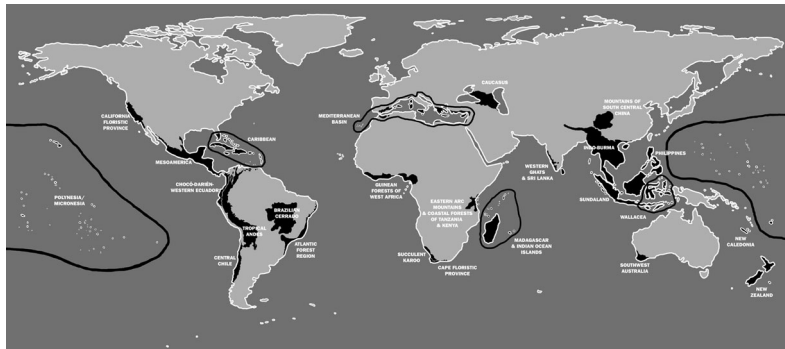 CAUCASUS
MOUNTAINS OF
SOUTH CENTRAL
CHINA
CALIFORNIA
FLORISTIC
PROVINCE
MEDITERRANEAN
BASIN
CARIBBEAN
MESOAMERICA
INDO-BURMA
PHILIPPINES
WESTERN
GHATS
& SRI LANKA
CHOCÓ-DARIÉN-
WESTERN ECUADOR
GUINEAN FORESTS
OF WEST AFRICA
POLYNESIA/
MICRONESIA
EASTERN ARC
MOUNTAINS
& COASTAL FORESTS
OF TANZANIA
& KENYA
SUNDALAND
BRAZILIAN
CERRADO
WALLACEA
TROPICAL
ANDES
MADAGASCAR
& INDIAN OCEAN
ISLANDS
NEW
CALEDONIA
ATLANTIC
FOREST
REGION
CENTRAL
CHILE
SUCCULENT
KAROO
CAPE FLORISTIC
PROVINCE
SOUTHWEST
AUSTRALIA
NEW
ZEALAND